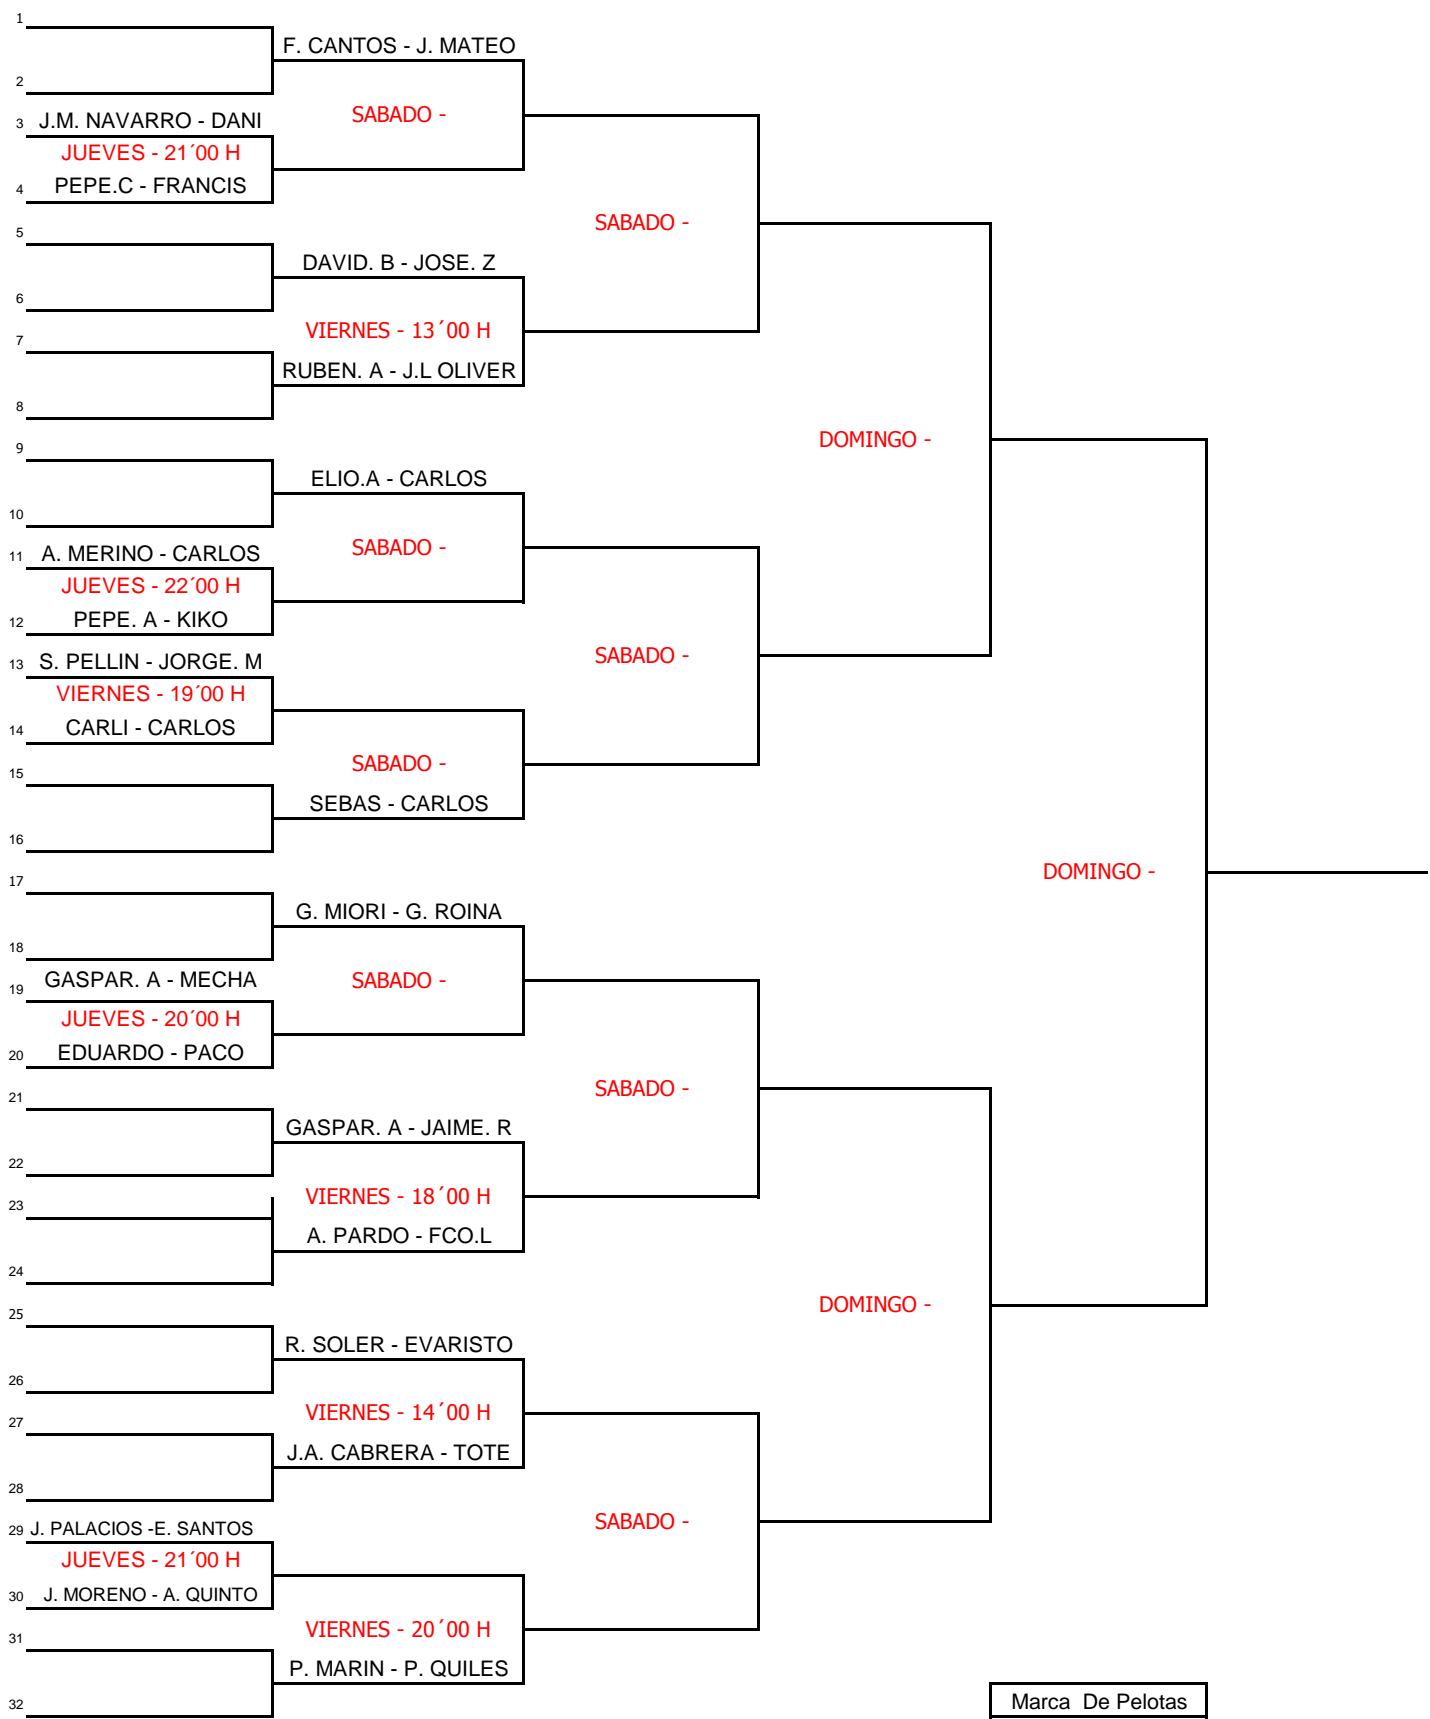 1
F. CANTOS - J. MATEO
2
SABADO -
3 J.M. NAVARRO - DANI
JUEVES - 21´00 H
4 PEPE.C - FRANCIS
SABADO -
5
DAVID. B - JOSE. Z
6
VIERNES - 13´00 H
7
RUBEN. A - J.L OLIVER
8
DOMINGO -
9
ELIO.A - CARLOS
10
SABADO -
11 A. MERINO - CARLOS
JUEVES - 22´00 H
12 PEPE. A - KIKO
SABADO -
13 S. PELLIN - JORGE. M
VIERNES - 19´00 H
14 CARLI - CARLOS
SABADO -
15
SEBAS - CARLOS
16
DOMINGO -
17
G. MIORI - G. ROINA
18
SABADO -
19 GASPAR. A - MECHA
JUEVES - 20´00 H
20 EDUARDO - PACO
SABADO -
21
GASPAR. A - JAIME. R
22
VIERNES - 18´00 H
23
A. PARDO - FCO.L
24
DOMINGO -
25
R. SOLER - EVARISTO
26
VIERNES - 14´00 H
27
J.A. CABRERA - TOTE
28
SABADO -
29 J. PALACIOS -E. SANTOS
JUEVES - 21´00 H
30 J. MORENO - A. QUINTO
VIERNES - 20´00 H
31
P. MARIN - P. QUILES
32
Marca De Pelotas